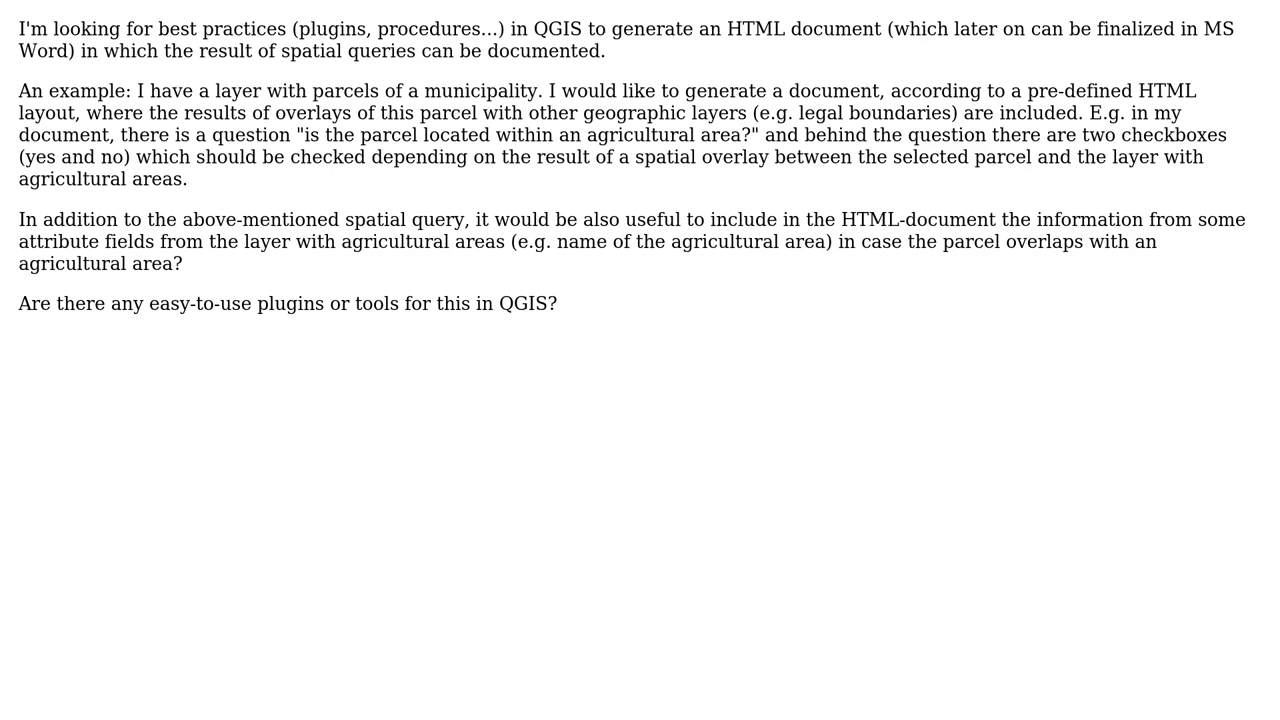 I'm looking for best practices (plugins, procedures...) in QGIS to generate an HTML document (which later on can be finalized in MS
Word) in which the result of spatial queries can be documented.
An example: I have a layer with parcels of a municipality. I would like to generate a document, according to a pre-defined HTML
layout, where the results of overlays of this parcel with other geographic layers (e.g. legal boundaries) are included. E.g. in my
document, there is a question "is the parcel located within an agricultural area?" and behind the question there are two checkboxes
(yes and no) which should be checked depending on the result of a spatial overlay between the selected parcel and the layer with
agricultural areas.
In addition to the above-mentioned spatial query, it would be also useful to include in the HTML-document the information from some
attribute fields from the layer with agricultural areas (e.g. name of the agricultural area) in case the parcel overlaps with an
agricultural area?
Are there any easy-to-use plugins or tools for this in QGIS?